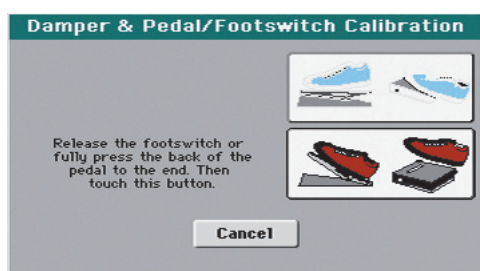 Damper & Pedal/Footswitch Calibration
Release the footswitch or
fully press the back of the
pedal to the end. Then
touch this button.
Cancel